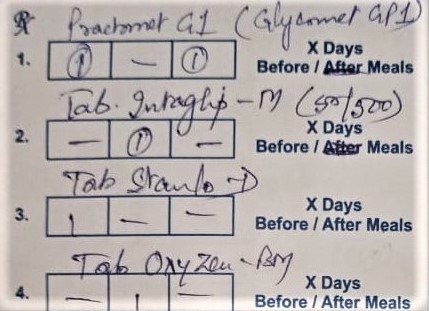 ℞ Practomet G1 (Glycomet GP1)
1. 1 - 1 X Days
Before / After Meals
Tab. Intaglip - M (50/500)
2. - 1 - X Days
Before / After Meals
Tab D
3. 1 - - X Days
Before / After Meals
Tab Oxyzen - BM
4. - 1 - X Days
Before / After Meals